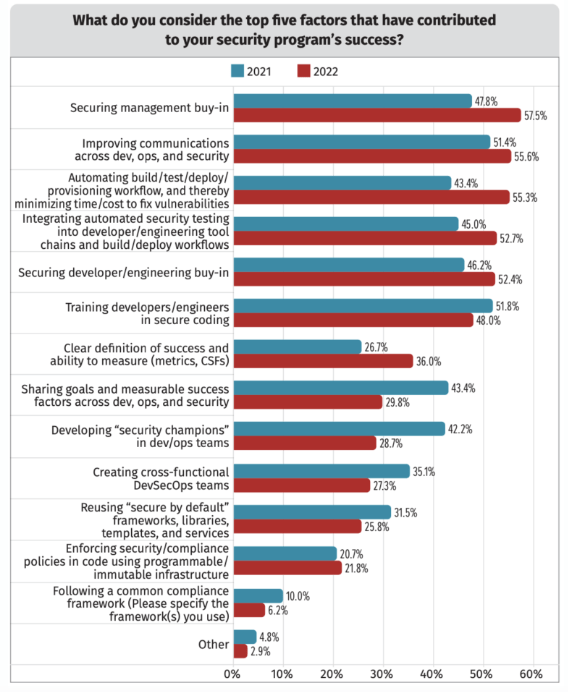 What do you consider the top five factors that have contributed
to your security program's success?
2021 2022
Securing management buy-in
47.8%
57.5%
Improving communications
across dev, ops, and security
51.4%
55.6%
Automating build/test/deploy/
provisioning workflow, and thereby
minimizing time/cost to fix vulnerabilities
43.4%
55.3%
Integrating automated security testing
into developer/engineering tool
chains and build/deploy workflows
45.0%
52.7%
Securing developer/engineering buy-in
46.2%
52.4%
Training developers/engineers
in secure coding
51.8%
48.0%
Clear definition of success and
ability to measure (metrics, CSFs)
26.7%
36.0%
Sharing goals and measurable success
factors across dev, ops, and security
43.4%
29.8%
Developing “security champions”
in dev/ops teams
42.2%
28.7%
Creating cross-functional
DevSecOps teams
35.1%
27.3%
Reusing “secure by default”
frameworks, libraries,
templates, and services
31.5%
25.8%
Enforcing security/compliance
policies in code using programmable/
immutable infrastructure
20.7%
21.8%
Following a common compliance
framework (Please specify the
framework(s) you use)
10.0%
6.2%
Other
4.8%
2.9%
0% 10% 20% 30% 40% 50% 60%